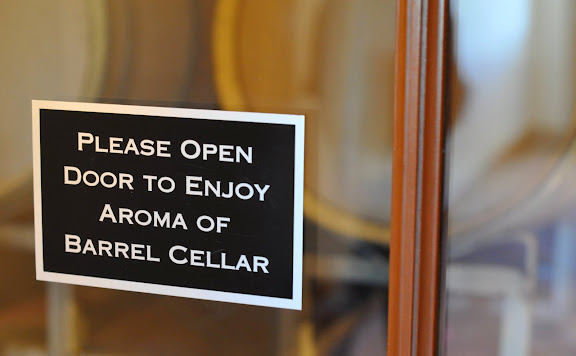 Please Open
Door to Enjoy
Aroma of
Barrel Cellar